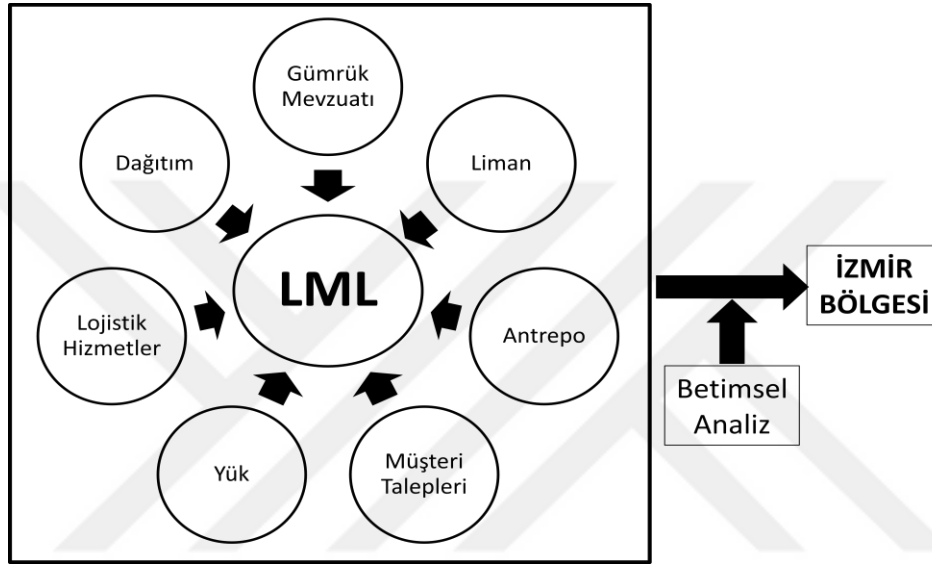 Gümrük
Mevzuatı
Dağıtım
Liman
LML
İZMİR
BÖLGESİ
Lojistik
Hizmetler
Antrepo
Betimsel
Analiz
Yük
Müşteri
Talepleri